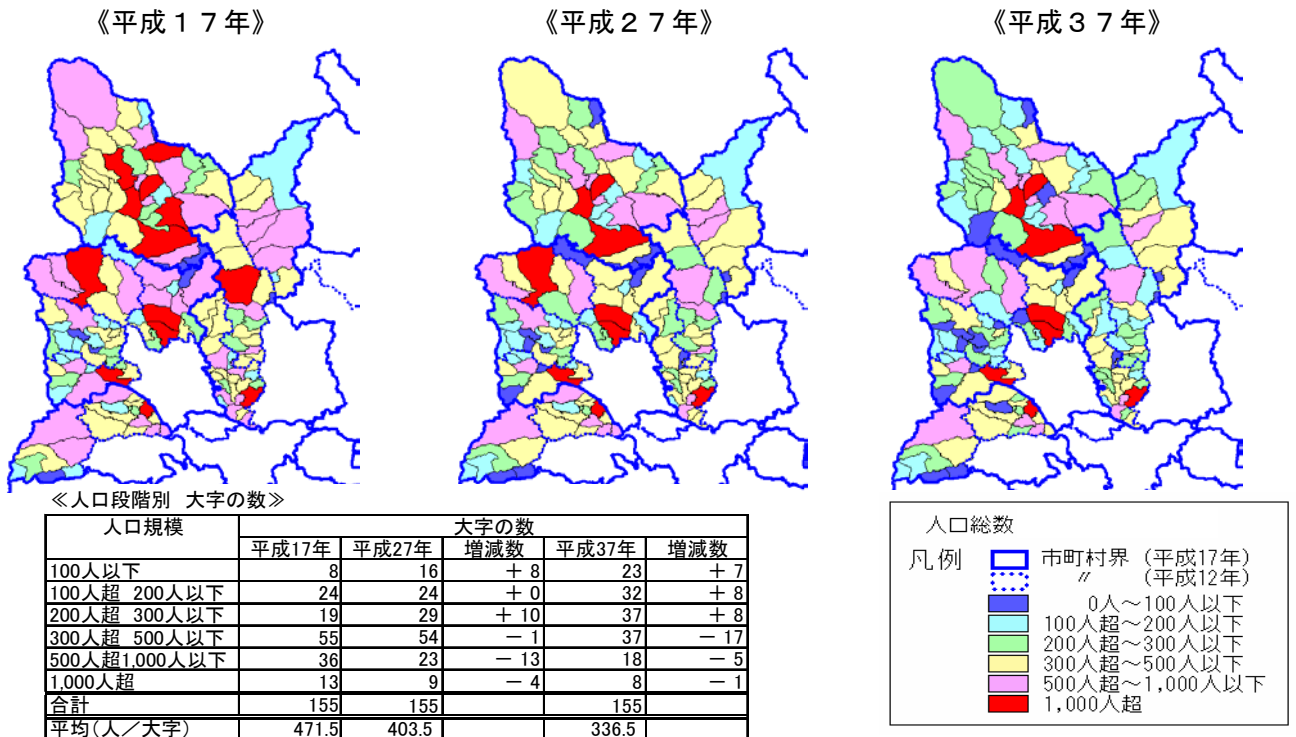 《平成１７年》 《平成２７年》 《平成３７年》
≪人口段階別 大字の数≫
人口規模 大字の数
平成17年 平成27年 増減数 平成37年 増減数
100人以下 8 16 ＋ 8 23 ＋ 7
100人超 200人以下 24 24 ＋ 0 32 ＋ 8
200人超 300人以下 19 29 ＋ 10 37 ＋ 8
300人超 500人以下 55 54 － 1 37 － 17
500人超1,000人以下 36 23 － 13 18 － 5
1,000人超 13 9 － 4 8 － 1
合計 155 155 155
平均(人／大字) 471.5 403.5 336.5
人口総数
凡例 市町村界 (平成17年)
〃 (平成12年)
0人～100人以下
100人超～200人以下
200人超～300人以下
300人超～500人以下
500人超～1,000人以下
1,000人超